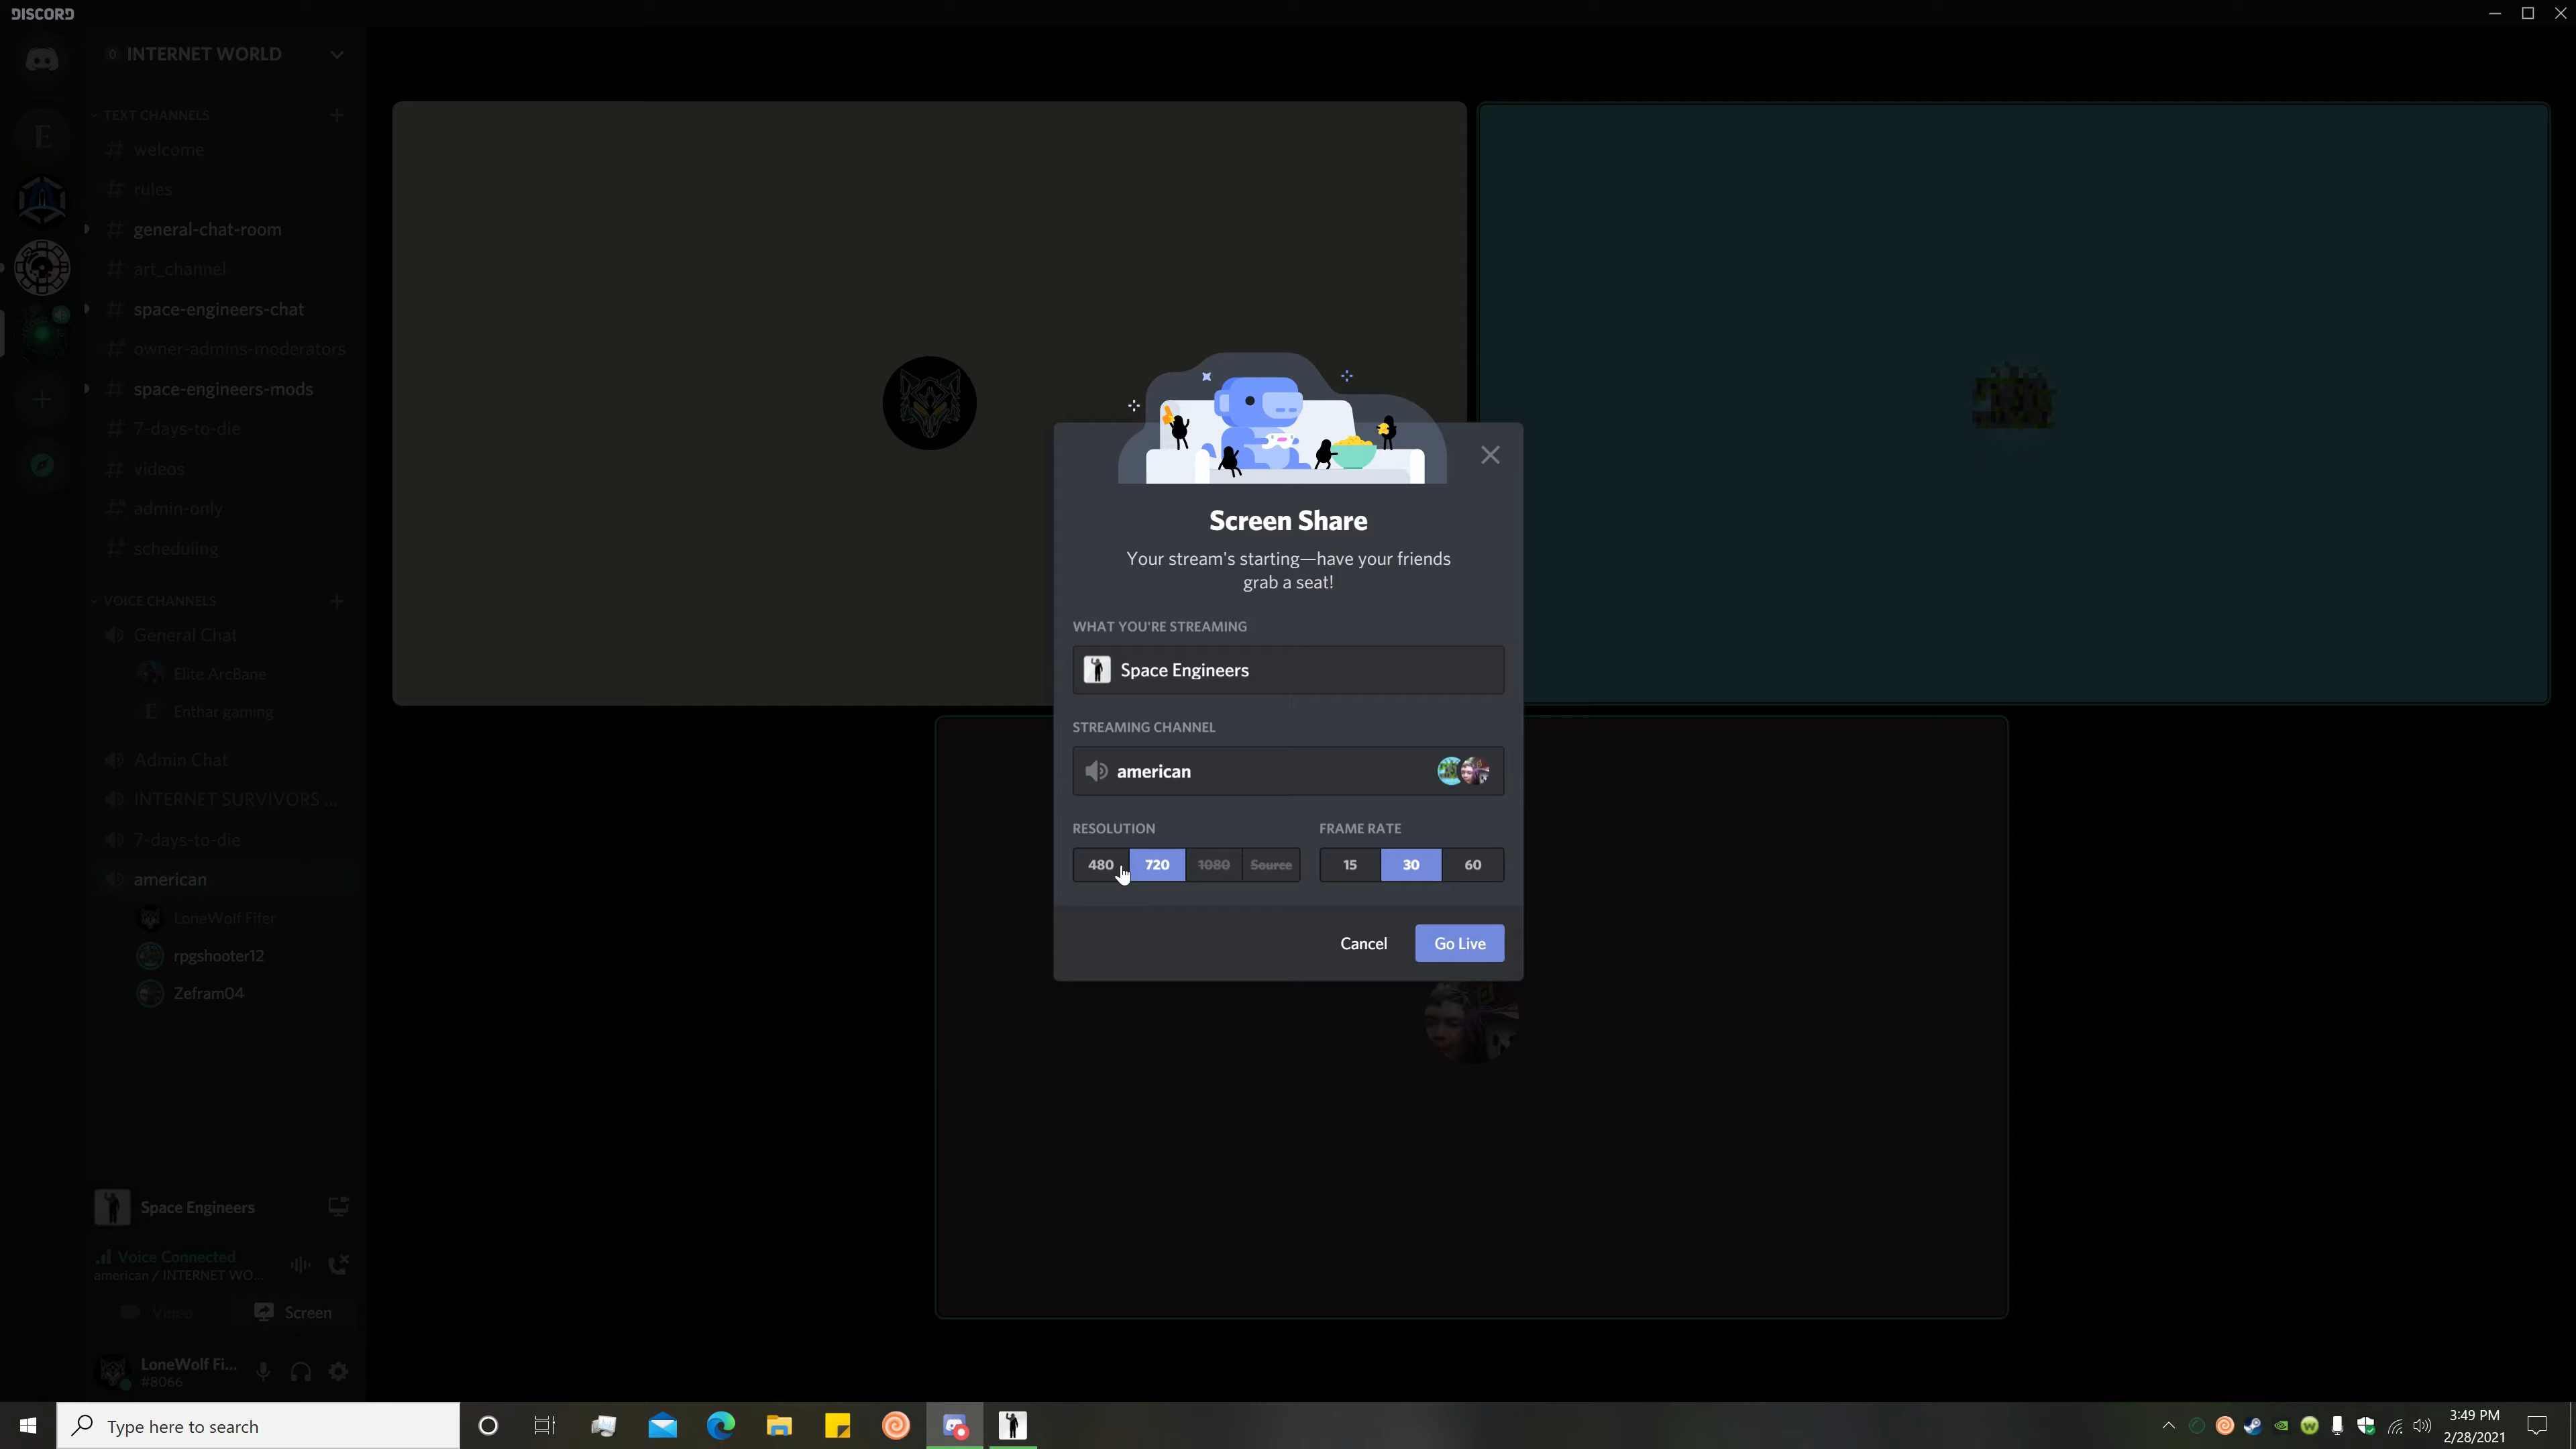 DISCORD
INTERNET WORLD
TEXT CHANNELS
welcome
rules
general-chat-room
art_channel
space-engineers-chat
owner-admins-moderators
space-engineers-mods
7-days-to-die
videos
admin-only
scheduling
VOICE CHANNELS
General Chat
Elite ArcBane
Enthar gaming
Admin Chat
INTERNET SURVIVORS ...
7-days-to-die
american
LoneWolf Fifer
rpgshooter12
Zefram04
Space Engineers
Voice Connected
american / INTERNET WO...
Video
Screen
LoneWolf Fi...
#8066
E
Screen Share
Your stream's starting—have your friends
grab a seat!
WHAT YOU'RE STREAMING
Space Engineers
STREAMING CHANNEL
american
RESOLUTION FRAME RATE
480 720 1080 Source 15 30 60
Cancel Go Live
Type here to search
3:49 PM
2/28/2021